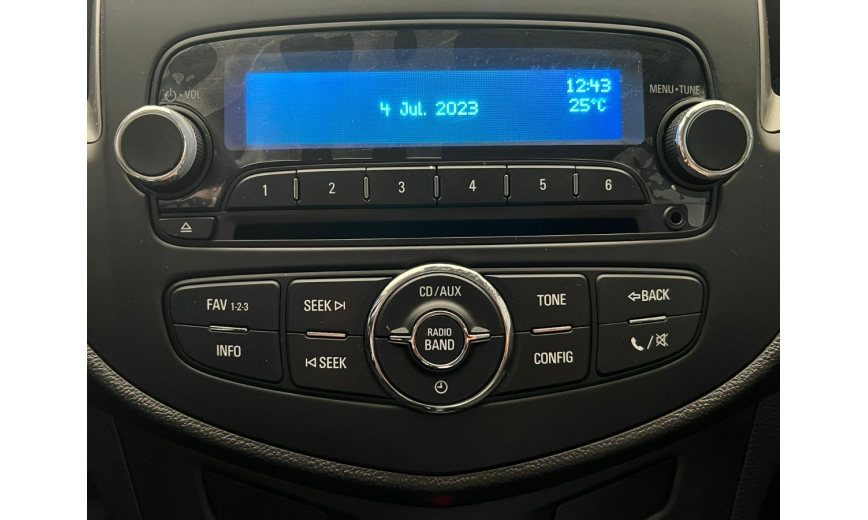 ⏻・VOL
12:43
MENU・TUNE
4 Jul. 2023
25°C
1 2 3 4 5 6
FAV 1-2-3
SEEK
CD/AUX
TONE
BACK
RADIO
BAND
INFO
SEEK
CONFIG